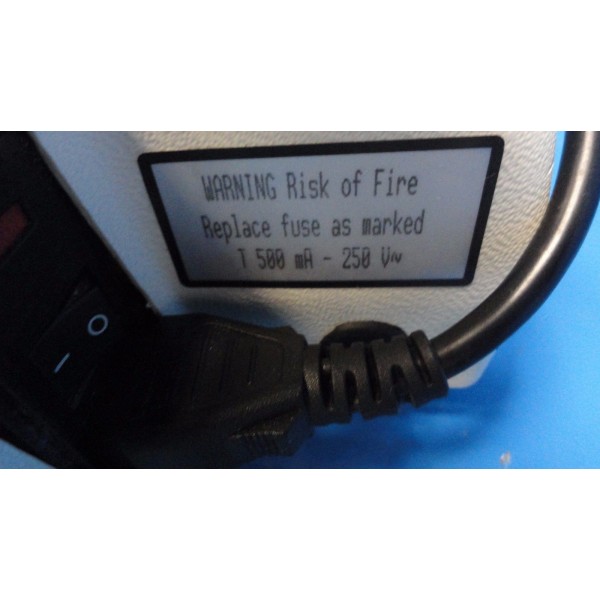 WARNING Risk of Fire
Replace fuse as marked
T 500 mA - 250 V~
O
—